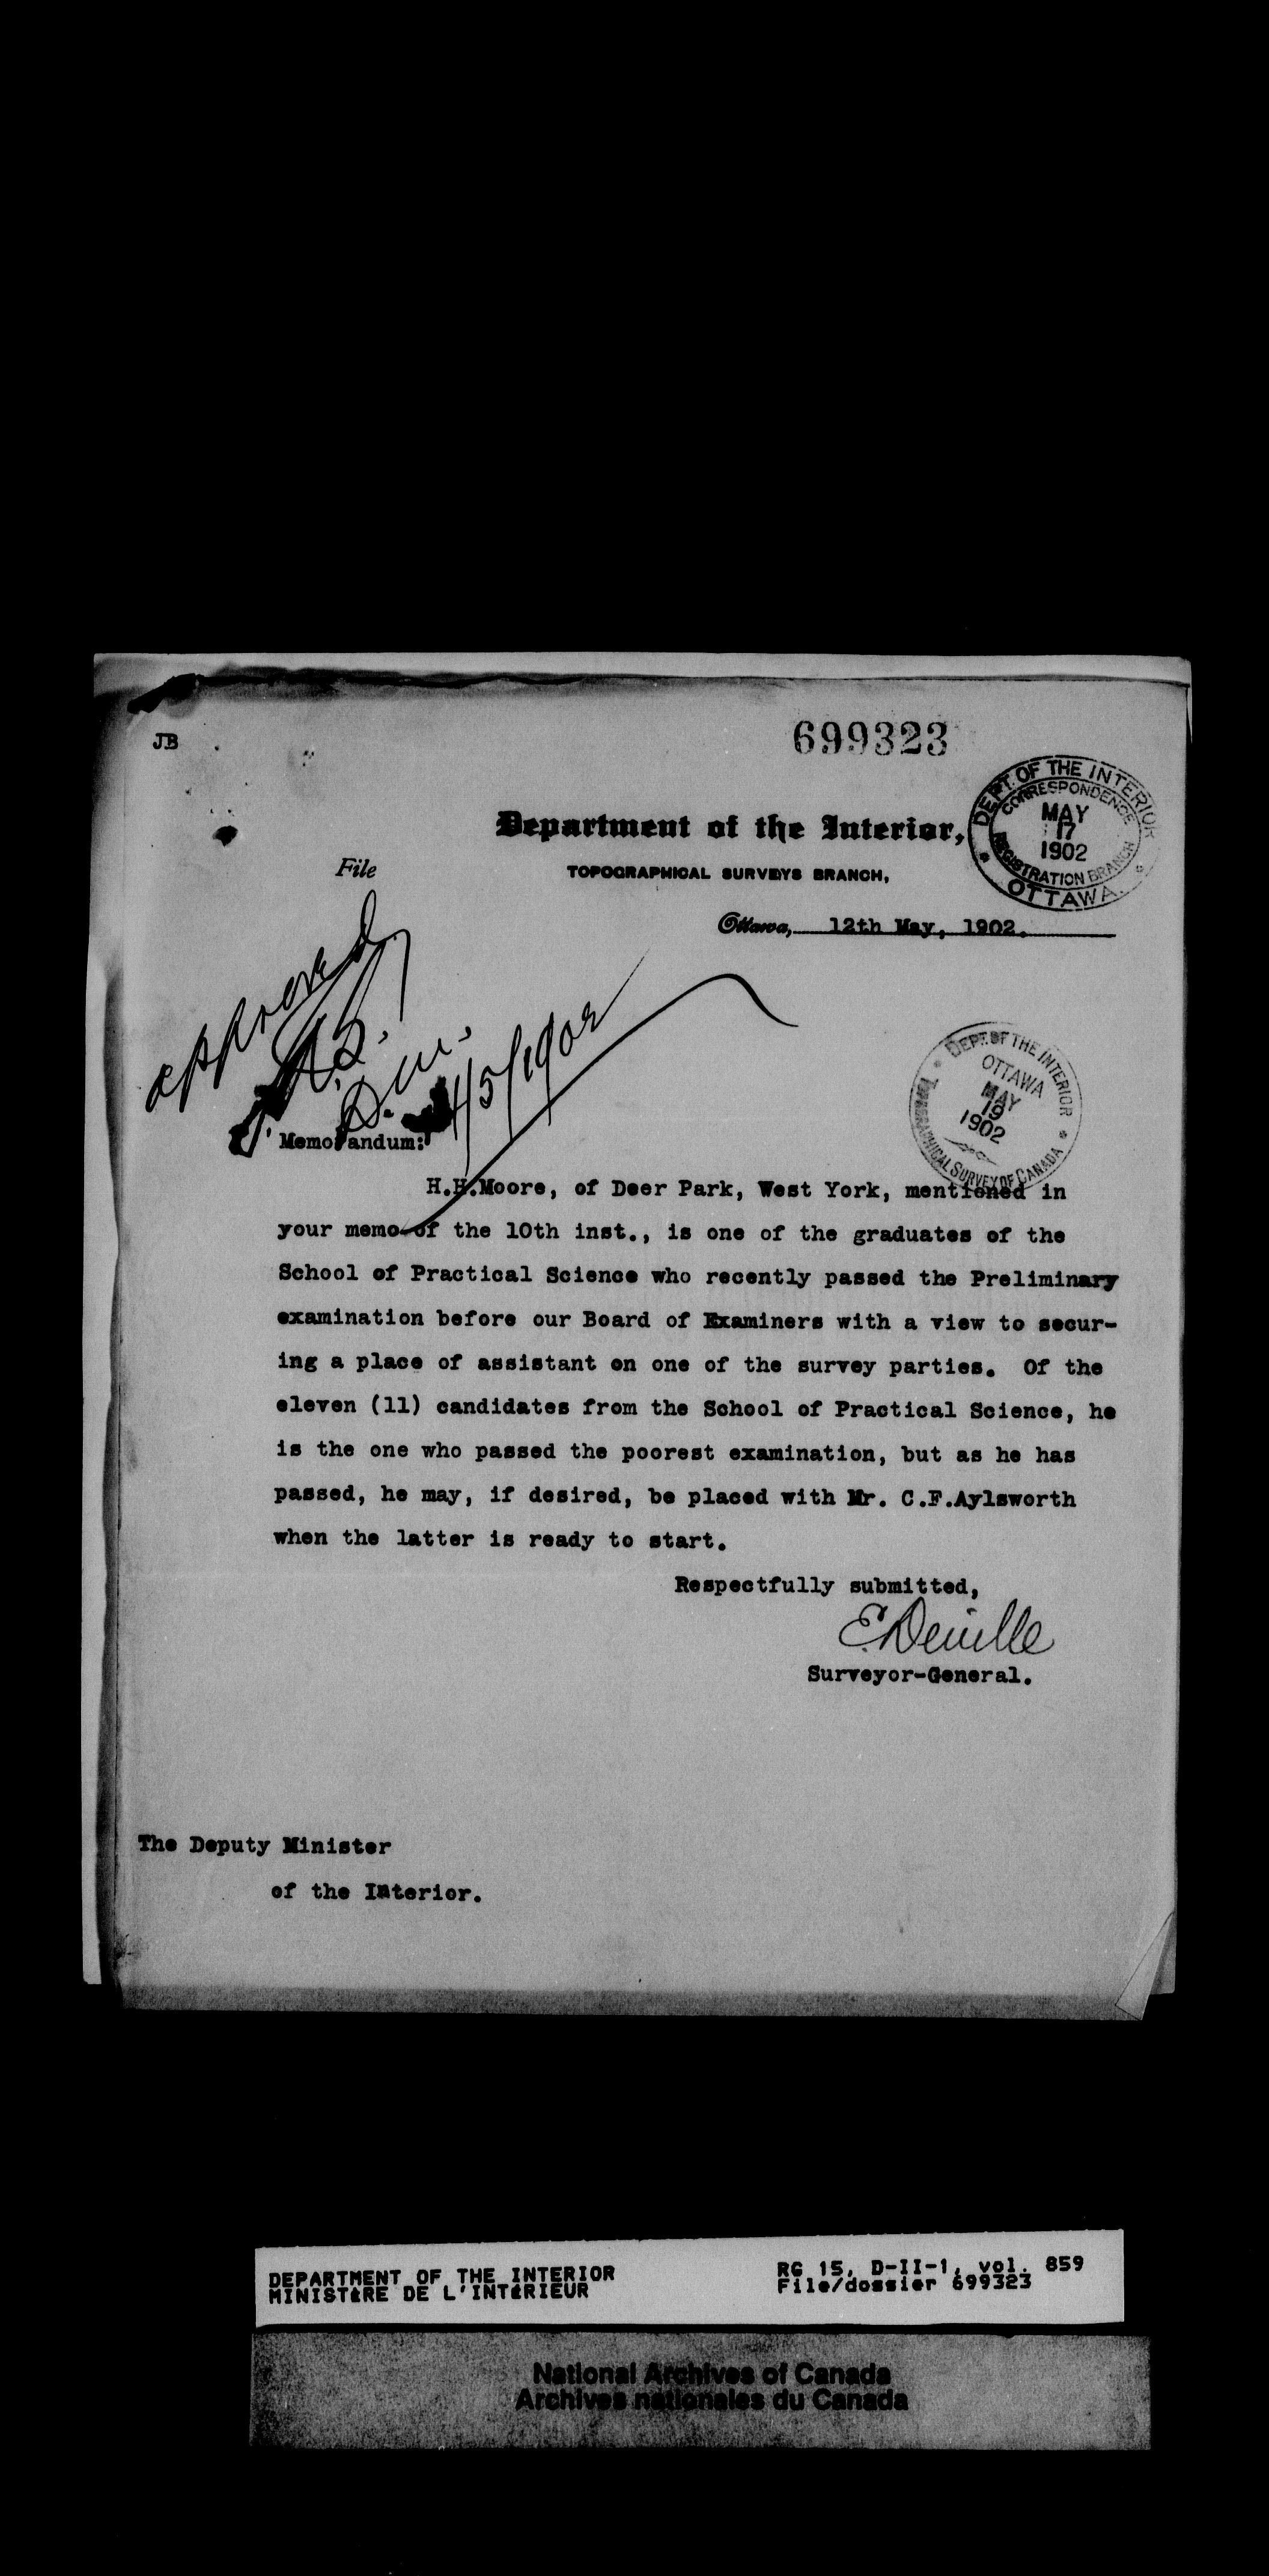 JB
699323
DEPT. OF THE INTERIOR
CORRESPONDENCE
MAY
17
1902
REGISTRATION BRANCH
OTTAWA.
Department of the Interior,
File
TOPOGRAPHICAL SURVEYS BRANCH,
Ottawa, 12th May, 1902.
approved
D.M.
/5/1902
DEPT. OF THE INTERIOR
OTTAWA
MAY
19
1902
TOPOGRAPHICAL SURVEY OF CANADA
Memorandum:
H.H.Moore, of Deer Park, West York, mentioned in
your memo of the 10th inst., is one of the graduates of the
School of Practical Science who recently passed the Preliminary
examination before our Board of Examiners with a view to secur-
ing a place of assistant on one of the survey parties. Of the
eleven (11) candidates from the School of Practical Science, he
is the one who passed the poorest examination, but as he has
passed, he may, if desired, be placed with Mr. C.F.Aylsworth
when the latter is ready to start.
Respectfully submitted,
E. Deville
Surveyor-General.
The Deputy Minister
of the Interior.
DEPARTMENT OF THE INTERIOR
MINISTÈRE DE L'INTÉRIEUR
RG 15, D-II-1, vol. 859
File/dossier 699323
National Archives of Canada
Archives nationales du Canada